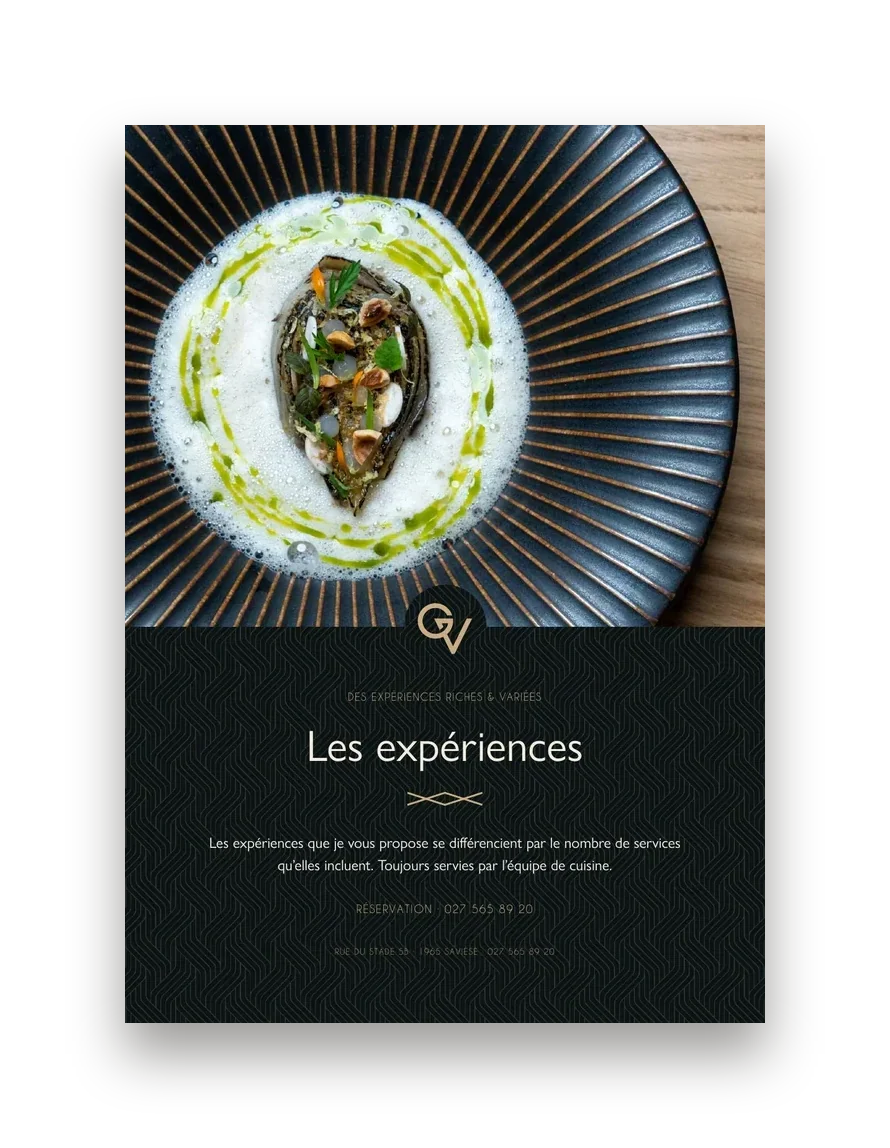 GV
DES EXPÉRIENCES RICHES & VARIÉES
Les expériences
Les expériences que je vous propose se différencient par le nombre de services
qu'elles incluent. Toujours servies par l'équipe de cuisine.
RÉSERVATION · 027 565 89 20
RUE DU STADE 55 · 1965 SAVIÈSE · 027 565 89 20